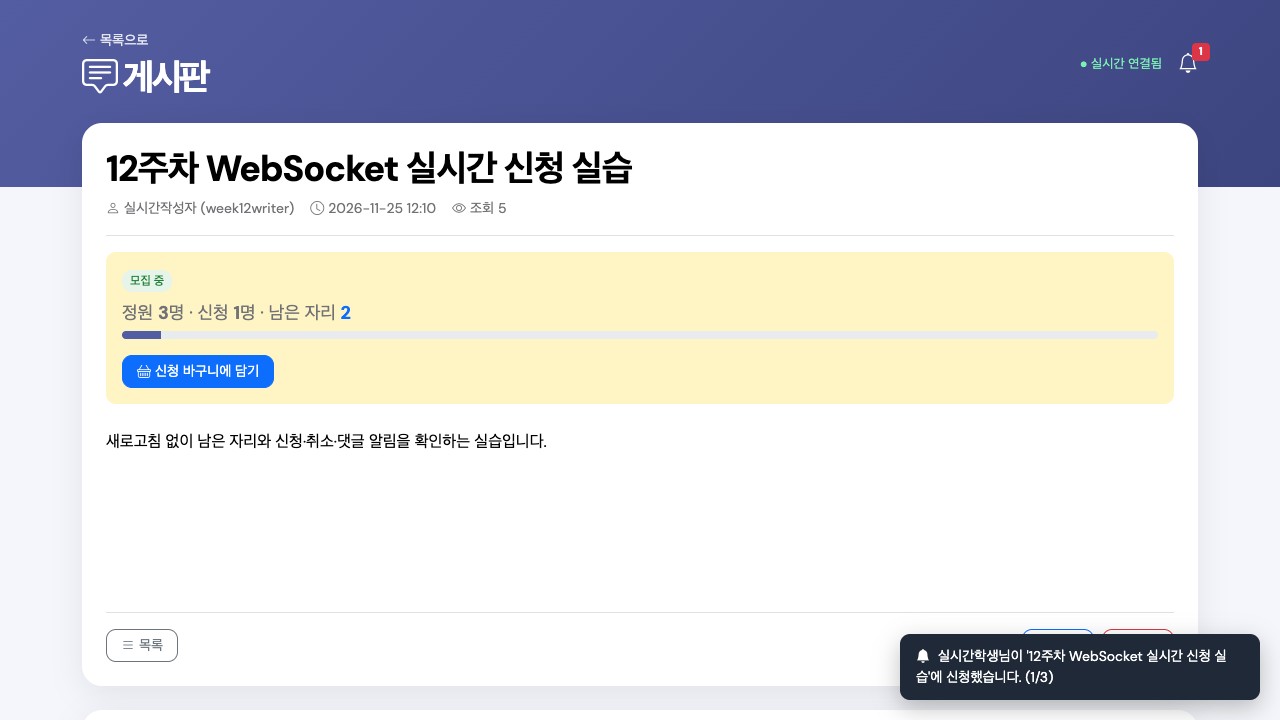 ← 목록으로
게시판
● 실시간 연결됨
1
12주차 WebSocket 실시간 신청 실습
실시간작성자 (week12writer) 2026-11-25 12:10 조회 5
모집 중
정원 3명 · 신청 1명 · 남은 자리 2
신청 바구니에 담기
새로고침 없이 남은 자리와 신청·취소·댓글 알림을 확인하는 실습입니다.
목록
실시간학생님이 '12주차 WebSocket 실시간 신청 실
습'에 신청했습니다. (1/3)